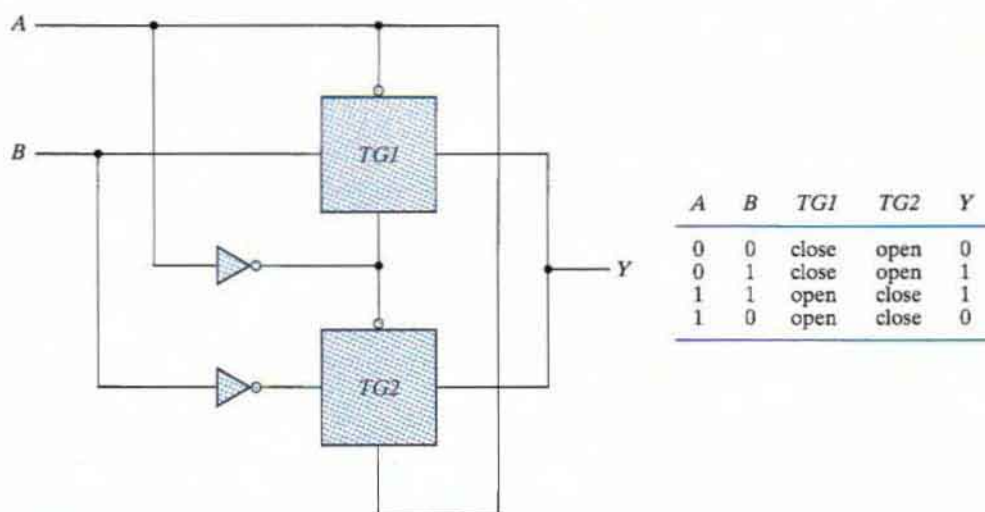 A
B
TG1
TG2
Y
A B TG1 TG2 Y
0 0 close open 0
0 1 close open 1
1 1 open close 1
1 0 open close 0